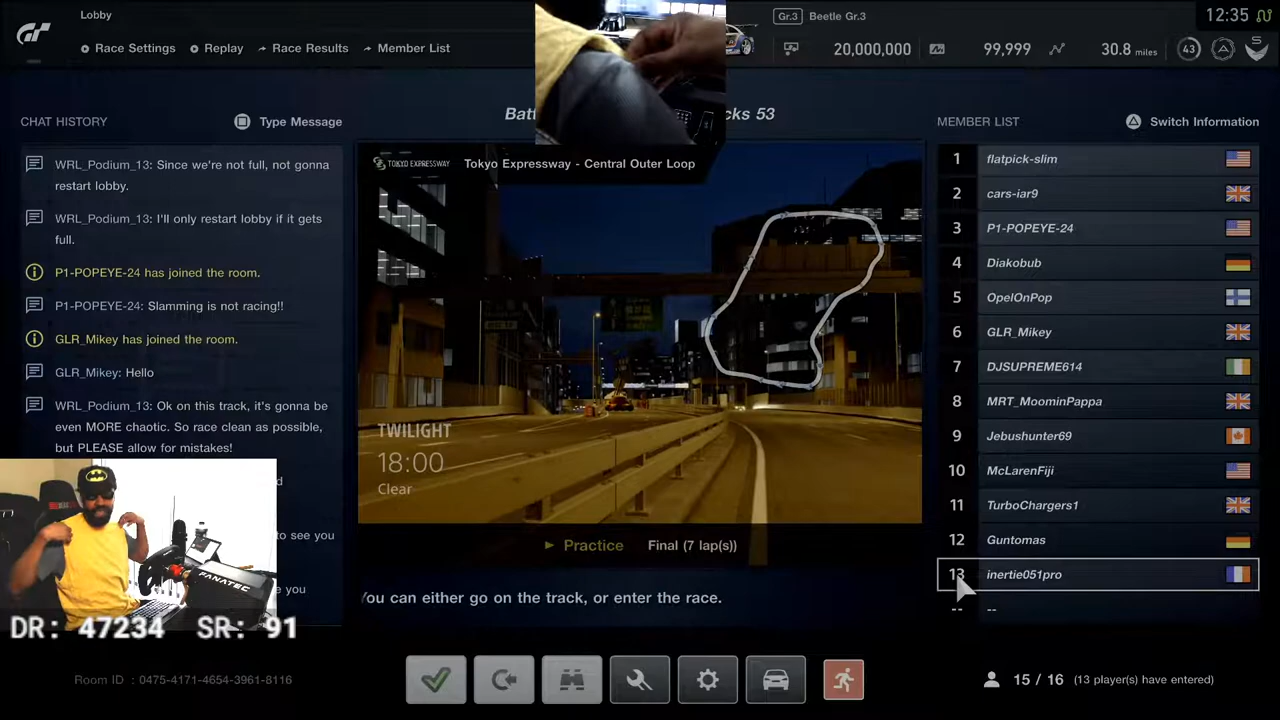 Lobby
Race Settings
Replay
Race Results
Member List
Gr.3
Beetle Gr.3
20,000,000
99,999
30.8 miles
43
S
12:35
CHAT HISTORY
Type Message
WRL_Podium_13: Since we're not full, not gonna
restart lobby.
WRL_Podium_13: I'll only restart lobby if it gets
full.
P1-POPEYE-24 has joined the room.
P1-POPEYE-24: Slamming is not racing!!
GLR_Mikey has joined the room.
GLR_Mikey: Hello
WRL_Podium_13: Ok on this track, it's gonna be
even MORE chaotic. So race clean as possible,
but PLEASE allow for mistakes!
to see you
you
FANATEC
DR: 47234 SR: 91
Room ID : 0475-4171-4654-3961-8116
Bat
cks 53
TOKYO EXPRESSWAY
Tokyo Expressway - Central Outer Loop
TWILIGHT
18:00
Clear
Practice
Final (7 lap(s))
You can either go on the track, or enter the race.
MEMBER LIST
Switch Information
1 flatpick-slim
2 cars-iar9
3 P1-POPEYE-24
4 Diakobub
5 OpelOnPop
6 GLR_Mikey
7 DJSUPREME614
8 MRT_MoominPappa
9 Jebushunter69
10 McLarenFiji
11 TurboChargers1
12 Guntomas
13 inertie051pro
-- --
15 / 16 (13 player(s) have entered)